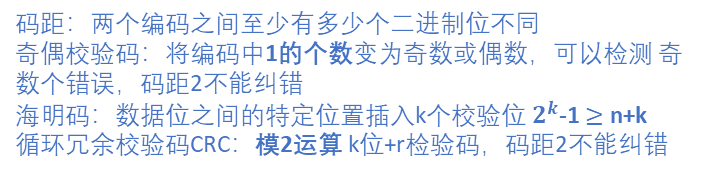 码距：两个编码之间至少有多少个二进制位不同
奇偶校验码：将编码中1的个数变为奇数或偶数，可以检测 奇
数个错误，码距2不能纠错
海明码：数据位之间的特定位置插入k个校验位 2^k-1 ≥ n+k
循环冗余校验码CRC：模2运算 k位+r检验码，码距2不能纠错